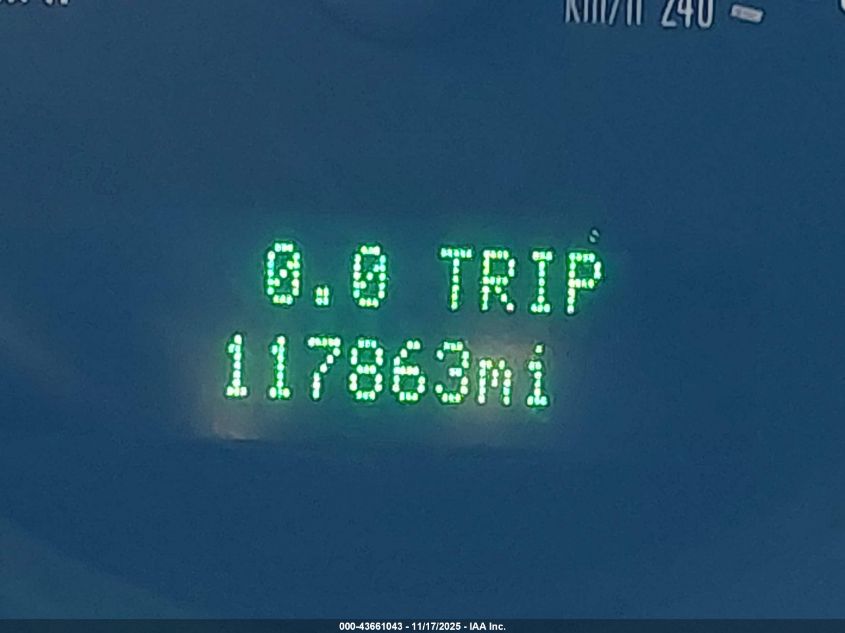 km/h 240
0.0 TRIP
117863mi
000-43661043 - 11/17/2025 - IAA Inc.